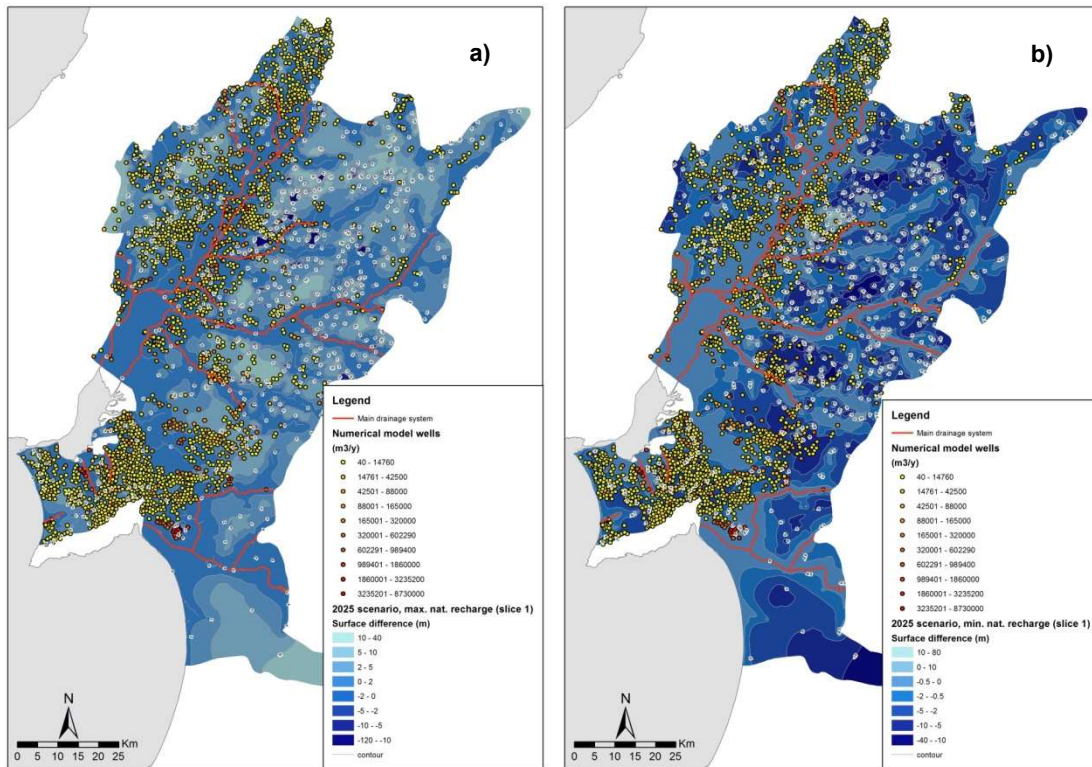 a)
Legend
Main drainage system
Numerical model wells
(m3/y)
40 - 14760
14761 - 42500
42501 - 88000
88001 - 165000
165001 - 320000
320001 - 602290
602291 - 989400
989401 - 1860000
1860001 - 3235200
3235201 - 8730000
2025 scenario, max. nat. recharge (slice 1)
Surface difference (m)
10 - 40
5 - 10
2 - 5
0 - 2
-2 - 0
-5 - -2
-10 - -5
-120 - -10
contour
N
Km
0 5 10 15 20 25
b)
Legend
Main drainage system
Numerical model wells
(m3/y)
40 - 14760
14761 - 42500
42501 - 88000
88001 - 165000
165001 - 320000
320001 - 602290
602291 - 989400
989401 - 1860000
1860001 - 3235200
3235201 - 8730000
2025 scenario, min. nat. recharge (slice 1)
Surface difference (m)
10 - 80
0 - 10
-0.5 - 0
-2 - -0.5
-5 - -2
-10 - -5
-40 - -10
contour
N
Km
0 5 10 15 20 25